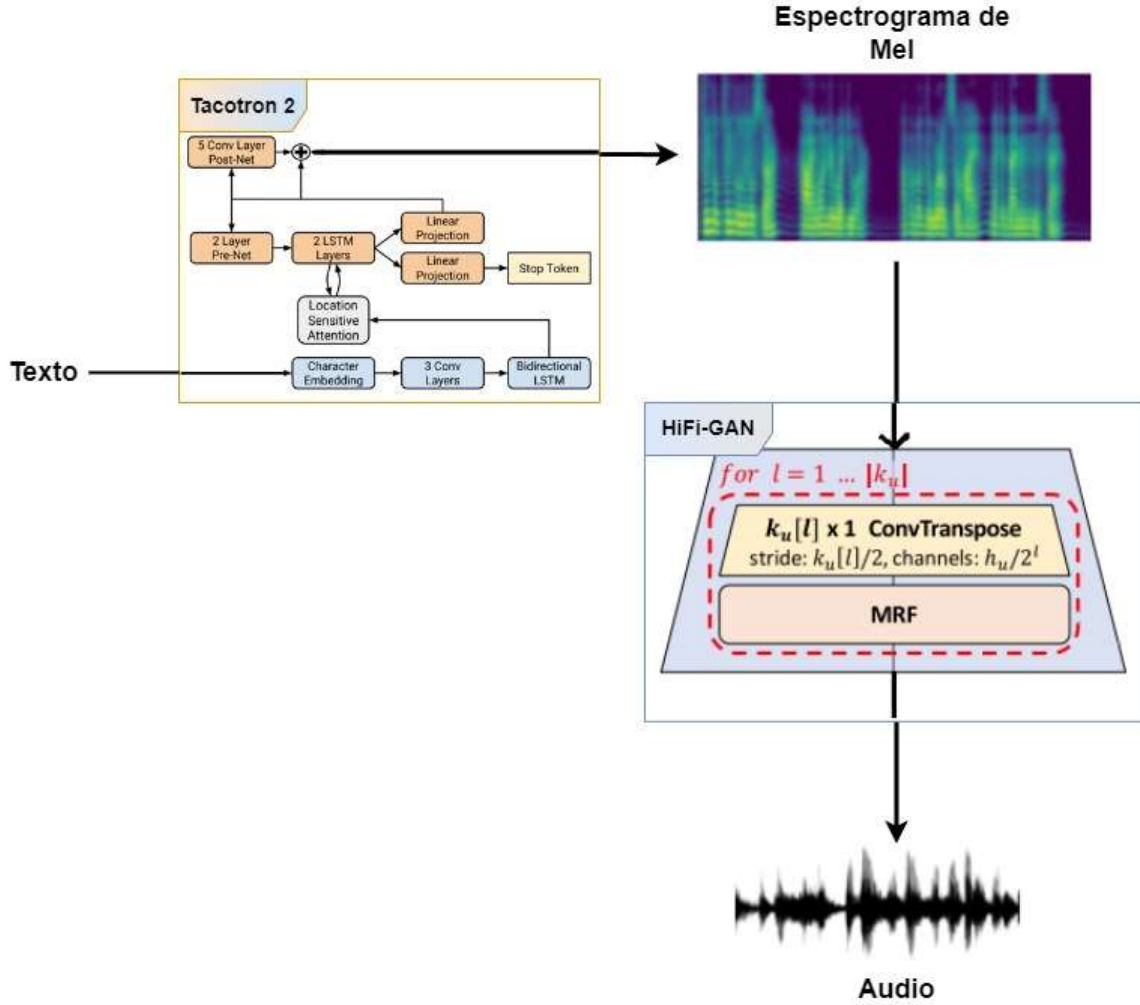 Espectrograma de
Mel
Tacotron 2
5 Conv Layer
Post-Net
2 Layer
Pre-Net
2 LSTM
Layers
Linear
Projection
Linear
Projection
Stop Token
Location
Sensitive
Attention
Texto
Character
Embedding
3 Conv
Layers
Bidirectional
LSTM
HiFi-GAN
for l = 1 ... |k_u|
k_u[l] x 1 ConvTranspose
stride: k_u[l]/2, channels: h_u/2^l
MRF
Audio